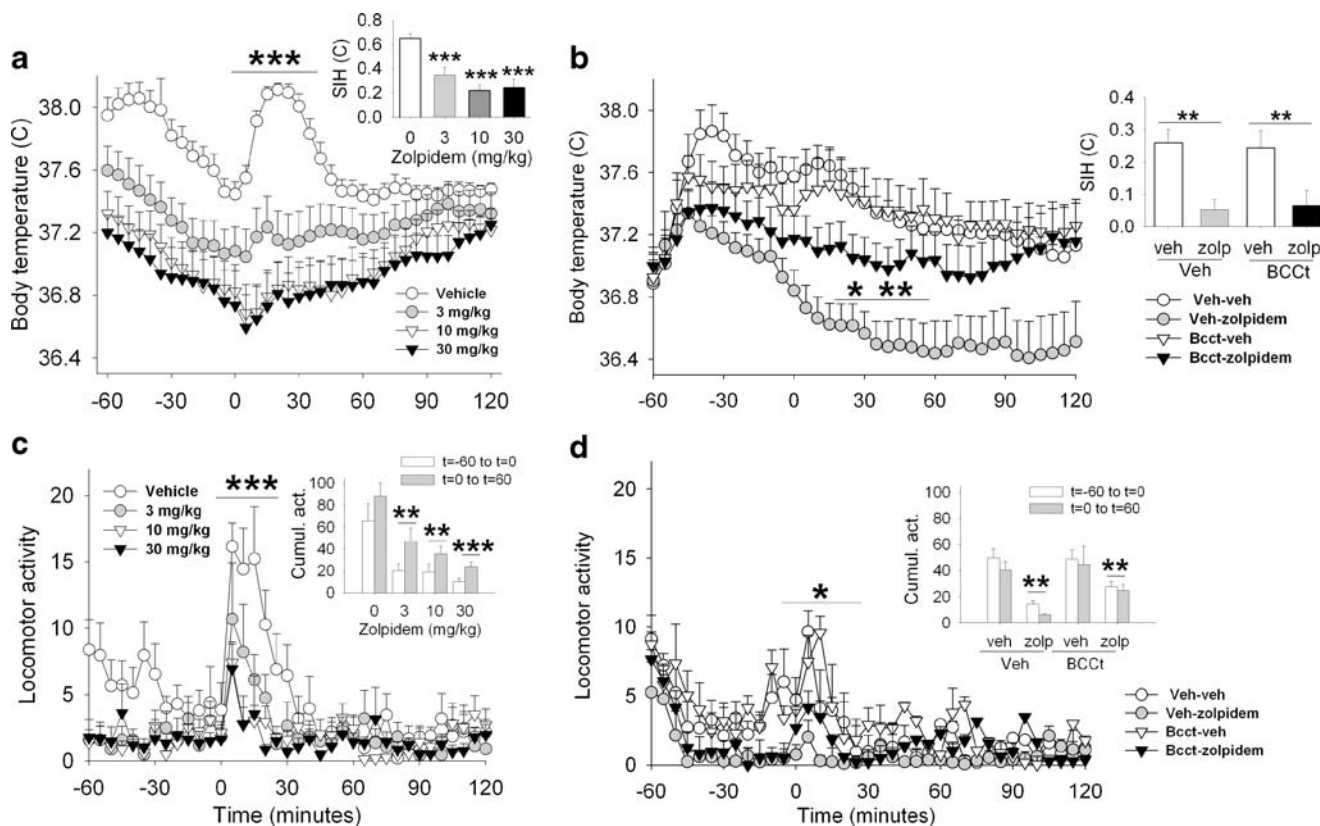 a
Body temperature (C)
38.0
37.6
37.2
36.8
36.4
-60 -30 0 30 60 90 120
***
Vehicle
3 mg/kg
10 mg/kg
30 mg/kg
SIH (C)
0.8
0.6
0.4
0.2
0.0
*** *** ***
0 3 10 30
Zolpidem (mg/kg)
b
Body temperature (C)
38.0
37.6
37.2
36.8
36.4
-60 -30 0 30 60 90 120
* **
SIH (C)
0.4
0.3
0.2
0.1
0.0
** **
veh zolp veh zolp
Veh BCCt
Veh-veh
Veh-zolpidem
Bcct-veh
Bcct-zolpidem
c
Locomotor activity
20
15
10
5
0
-60 -30 0 30 60 90 120
Time (minutes)
Vehicle
3 mg/kg
10 mg/kg
30 mg/kg
***
t=-60 to t=0
t=0 to t=60
Cumul. act.
100
80
60
40
20
** ** ***
0 3 10 30
Zolpidem (mg/kg)
d
Locomotor activity
20
15
10
5
0
-60 -30 0 30 60 90 120
Time (minutes)
*
t=-60 to t=0
t=0 to t=60
Cumul. act.
100
80
60
40
20
0
** **
veh zolp veh zolp
Veh BCCt
Veh-veh
Veh-zolpidem
Bcct-veh
Bcct-zolpidem